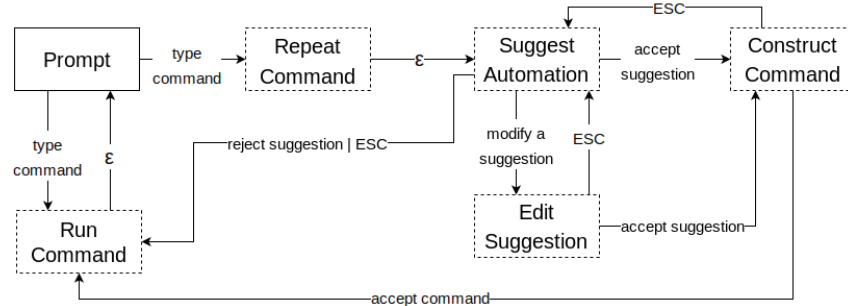 ESC
Prompt
type
command
Repeat
Command
ε
Suggest
Automation
accept
suggestion
Construct
Command
type
command
ε
reject suggestion | ESC
modify a
suggestion
ESC
Run
Command
Edit
Suggestion
accept suggestion
accept command